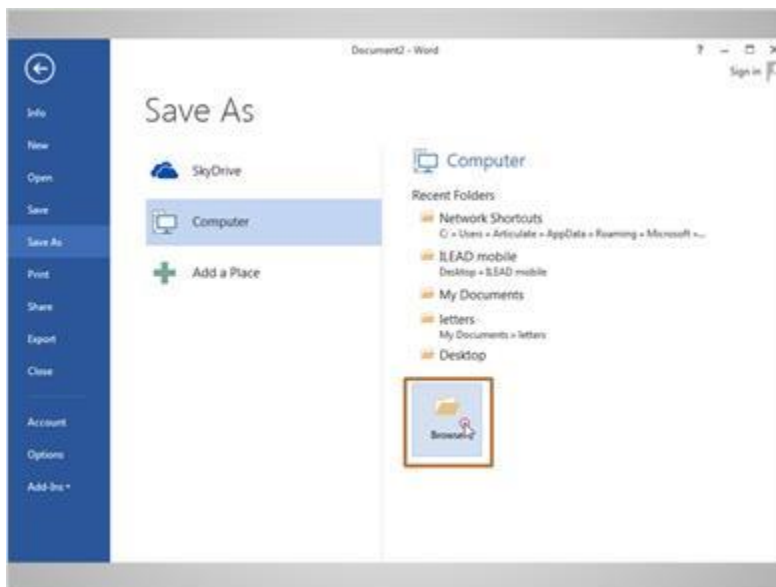 Document2 - Word
?
Sign in
Info
New
Open
Save
Save As
Print
Share
Export
Close
Account
Options
Add-Ins
Save As
SkyDrive
Computer
Add a Place
Computer
Recent Folders
Network Shortcuts
C: » Users » Articulate » AppData » Roaming » Microsoft »...
ILEAD mobile
Desktop » ILEAD mobile
My Documents
letters
My Documents » letters
Desktop
Browse